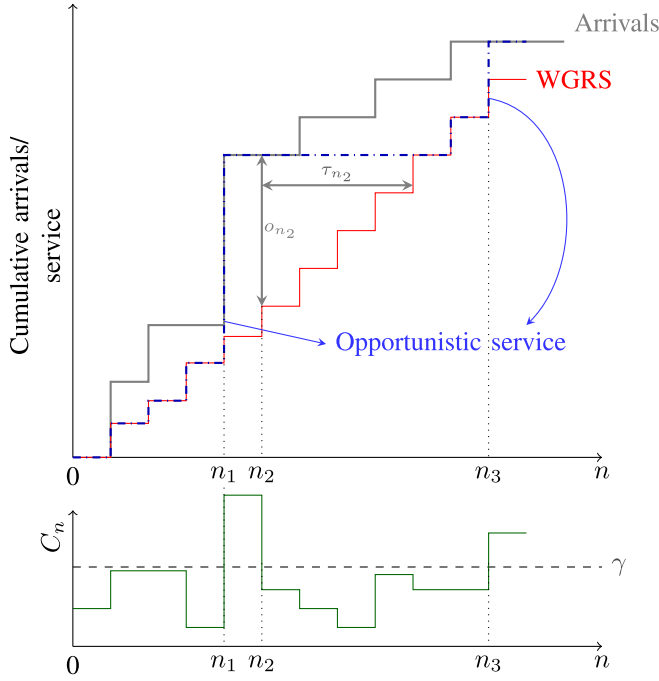 Arrivals
WGRS
Cumulative arrivals/
service
τₙ₂
oₙ₂
Opportunistic service
0
n₁
n₂
n₃
n
Cₙ
γ
0
n₁
n₂
n₃
n